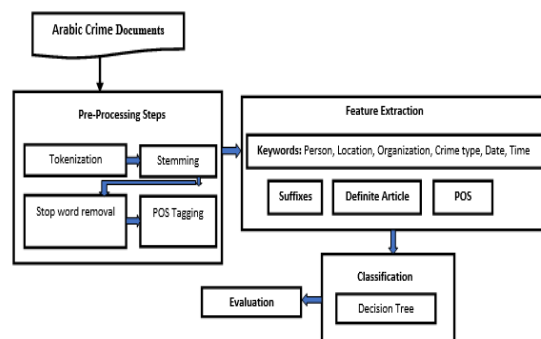 Arabic Crime Documents
Pre-Processing Steps
Tokenization
Stemming
Stop word removal
POS Tagging
Feature Extraction
Keywords: Person, Location, Organization, Crime type, Date, Time
Suffixes
Definite Article
POS
Classification
Decision Tree
Evaluation